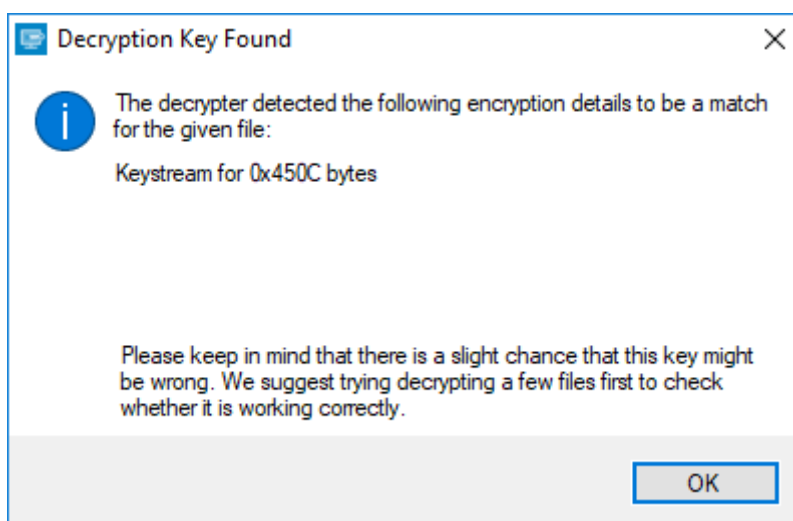 Decryption Key Found
The decrypter detected the following encryption details to be a match
for the given file:
Keystream for 0x450C bytes
Please keep in mind that there is a slight chance that this key might
be wrong. We suggest trying decrypting a few files first to check
whether it is working correctly.
OK